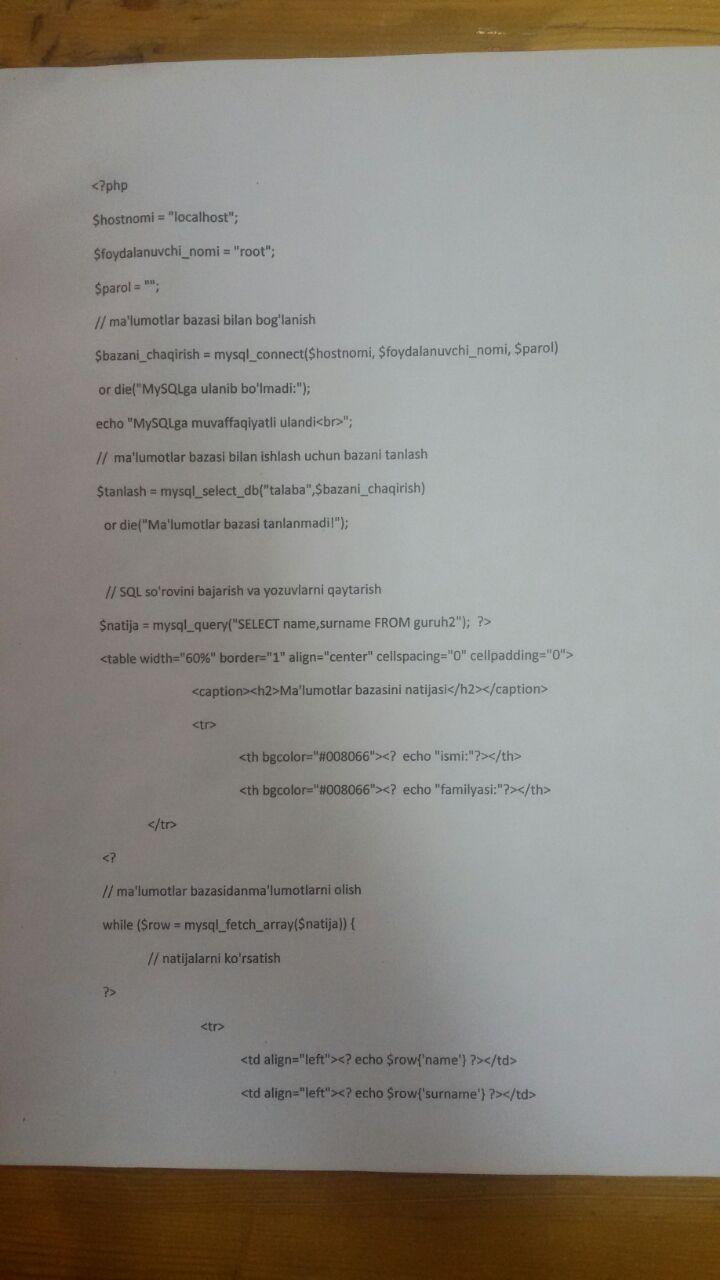 <?php
$hostnomi = "localhost";
$foydalanuvchi_nomi = "root";
$parol = "";
// ma'lumotlar bazasi bilan bog'lanish
$bazani_chaqirish = mysql_connect($hostnomi, $foydalanuvchi_nomi, $parol)
or die("MySQLga ulanib bo'lmadi:");
echo "MySQLga muvaffaqiyatli ulandi<br>";
// ma'lumotlar bazasi bilan ishlash uchun bazani tanlash
$tanlash = mysql_select_db("talaba",$bazani_chaqirish)
or die("Ma'lumotlar bazasi tanlanmadi!");
// SQL so'rovini bajarish va yozuvlarni qaytarish
$natija = mysql_query("SELECT name,surname FROM guruh2"); ?>
<table width="60%" border="1" align="center" cellspacing="0" cellpadding="0">
<caption><h2>Ma'lumotlar bazasini natijasi</h2></caption>
<tr>
<th bgcolor="#008066"><? echo "ismi:"?></th>
<th bgcolor="#008066"><? echo "familyasi:"?></th>
</tr>
<?
// ma'lumotlar bazasidanma'lumotlarni olish
while ($row = mysql_fetch_array($natija)) {
// natijalarni ko'rsatish
?>
<tr>
<td align="left"><? echo $row{'name'} ?></td>
<td align="left"><? echo $row{'surname'} ?></td>